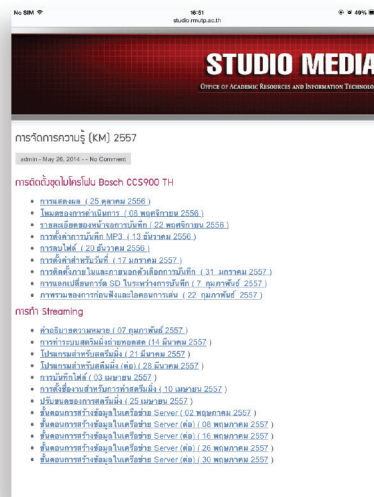 No SIM
16:51
49%
studio.rmutp.ac.th
STUDIO MEDIA
OFFICE OF ACADEMIC RESOURCES AND INFORMATION TECHNOLO
การจัดการความรู้ (KM) 2557
admin - May 26, 2014 - - No Comment
การติดตั้งชุดไมโครโฟน Bosch CCS900 TH
การแสดงผล ( 25 ตุลาคม 2556 )
โหมดของการดำเนินการ ( 08 พฤศจิกายน 2556 )
รายละเอียดของหน้าจอการบันทึก ( 22 พฤศจิกายน 2556 )
การตั้งค่าการบันทึก MP3 ( 13 ธันวาคม 2556 )
การลบไฟล์ ( 20 ธันวาคม 2556 )
การตั้งค่าสำหรับวันที่ ( 17 มกราคม 2557 )
การติดตั้งภายในและภายนอกตัวเลือกการบันทึก ( 31 มกราคม 2557 )
การแลกเปลี่ยนการ์ด SD ในระหว่างการบันทึก ( 7 กุมภาพันธ์ 2557 )
ภาพรวมของการก่อนฟังและไอคอนการเล่น ( 22 กุมภาพันธ์ 2557 )
การทำ Streaming
คำอธิบายความหมาย ( 07 กุมภาพันธ์ 2557 )
การทำระบบสตรีมมิ่งถ่ายทอดสด (14 มีนาคม 2557 )
โปรแกรมสำหรับสตรีมมิ่ง ( 21 มีนาคม 2557 )
โปรแกรมสำหรับสตรีมมิ่ง (ต่อ) ( 28 มีนาคม 2557 )
การบันทึกไฟล์ ( 03 เมษายน 2557 )
การตั้งชื่องานสำหรับการทำสตรีมมิ่ง ( 10 เมษายน 2557 )
ปรับขนดของการสตรีมมิ่ง ( 25 เมษายน 2557 )
ขั้นตอนการสร้างข้อมูลในเครือข่าย Server ( 02 พฤษภาคม 2557 )
ขั้นตอนการสร้างข้อมูลในเครือข่าย Server (ต่อ) ( 08 พฤษภาคม 2557 )
ขั้นตอนการสร้างข้อมูลในเครือข่าย Server (ต่อ) ( 16 พฤษภาคม 2557 )
ขั้นตอนการสร้างข้อมูลในเครือข่าย Server (ต่อ) ( 26 พฤษภาคม 2557 )
ขั้นตอนการสร้างข้อมูลในเครือข่าย Server (ต่อ) ( 30 พฤษภาคม 2557 )